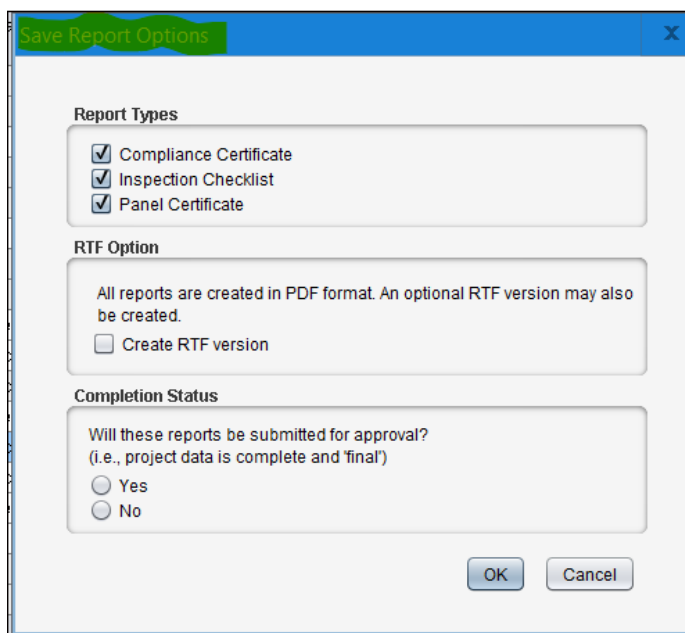 Save Report Options
X
Report Types
Compliance Certificate
Inspection Checklist
Panel Certificate
RTF Option
All reports are created in PDF format. An optional RTF version may also
be created.
Create RTF version
Completion Status
Will these reports be submitted for approval?
(i.e., project data is complete and 'final')
Yes
No
OK Cancel